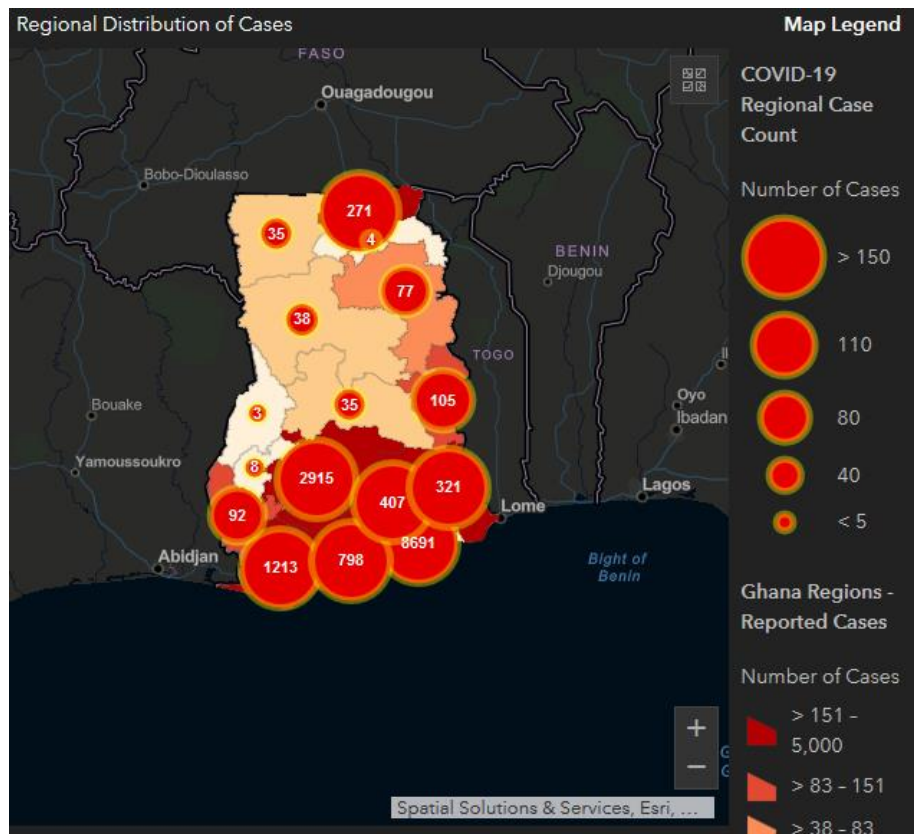 Regional Distribution of Cases
Map Legend
FASO
Ouagadougou
Bobo-Dioulasso
271
35
4
BENIN
Djougou
77
38
TOGO
105
35
3
Bouake
Oyo
Ibadan
Yamoussoukro
8
2915
321
407
Lagos
Lome
92
8691
Abidjan
798
1213
Bight of
Benin
+
−
Spatial Solutions & Services, Esri, ...
COVID-19
Regional Case
Count
Number of Cases
> 150
110
80
40
< 5
Ghana Regions -
Reported Cases
Number of Cases
> 151 –
5,000
> 83 – 151
> 38 – 83